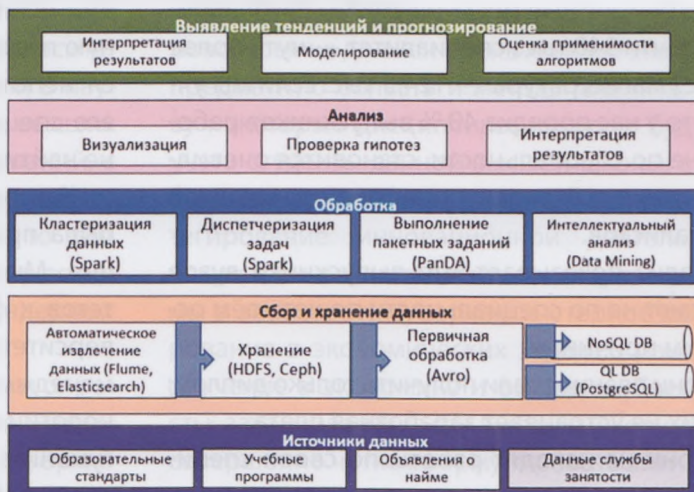 Выявление тенденций и прогнозирование
Интерпретация
результатов
Моделирование
Оценка применимости
алгоритмов
Анализ
Визуализация
Проверка гипотез
Интерпретация
результатов
Обработка
Кластеризация
данных
(Spark)
Диспетчеризация
задач
(Spark)
Выполнение
пакетных заданий
(PanDA)
Интеллектуальный
анализ
(Data Mining)
Сбор и хранение данных
Автоматическое
извлечение
данных (Flume,
Elasticsearch)
Хранение
(HDFS, Ceph)
Первичная
обработка
(Avro)
NoSQL DB
QL DB
(PostgreSQL)
Источники данных
Образовательные
стандарты
Учебные
программы
Объявления о
найме
Данные службы
занятости